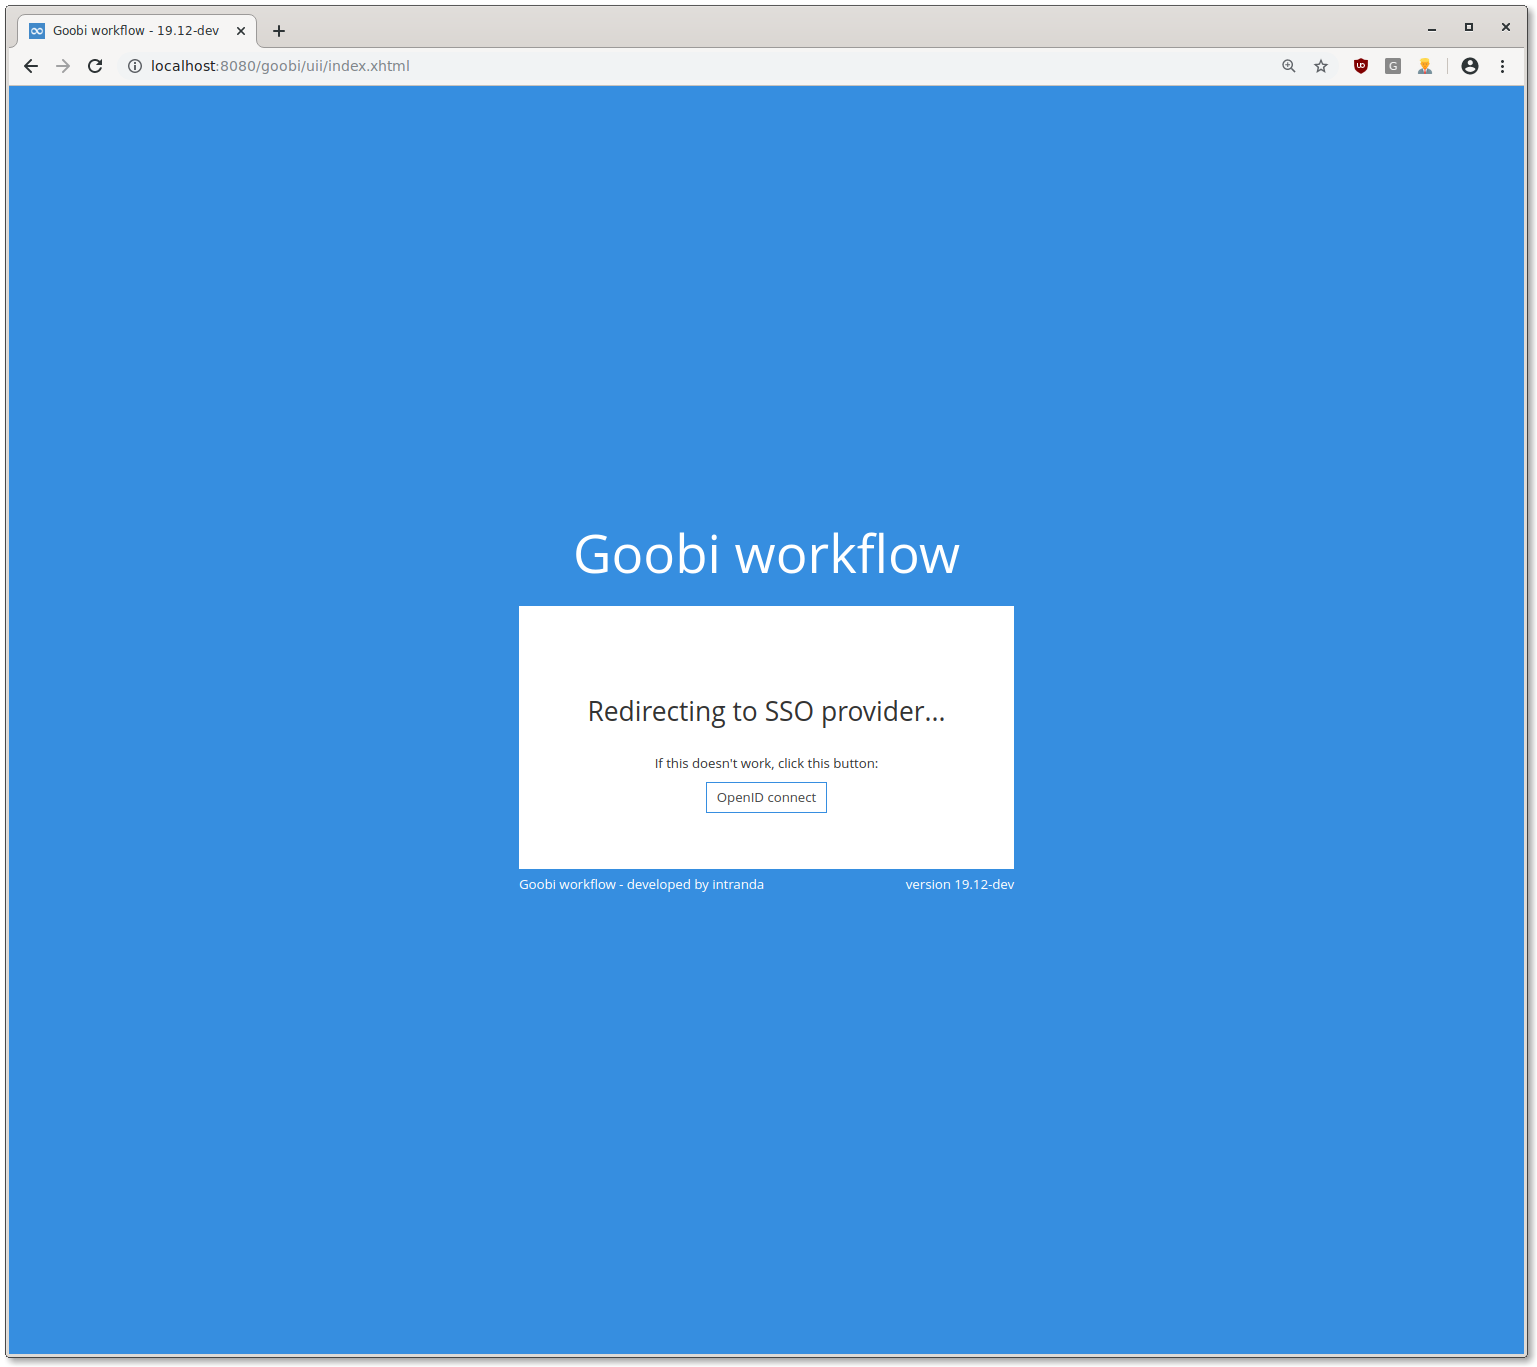 Goobi workflow - 19.12-dev
localhost:8080/goobi/uii/index.xhtml
G
Goobi workflow
Redirecting to SSO provider...
If this doesn't work, click this button:
OpenID connect
Goobi workflow - developed by intranda version 19.12-dev